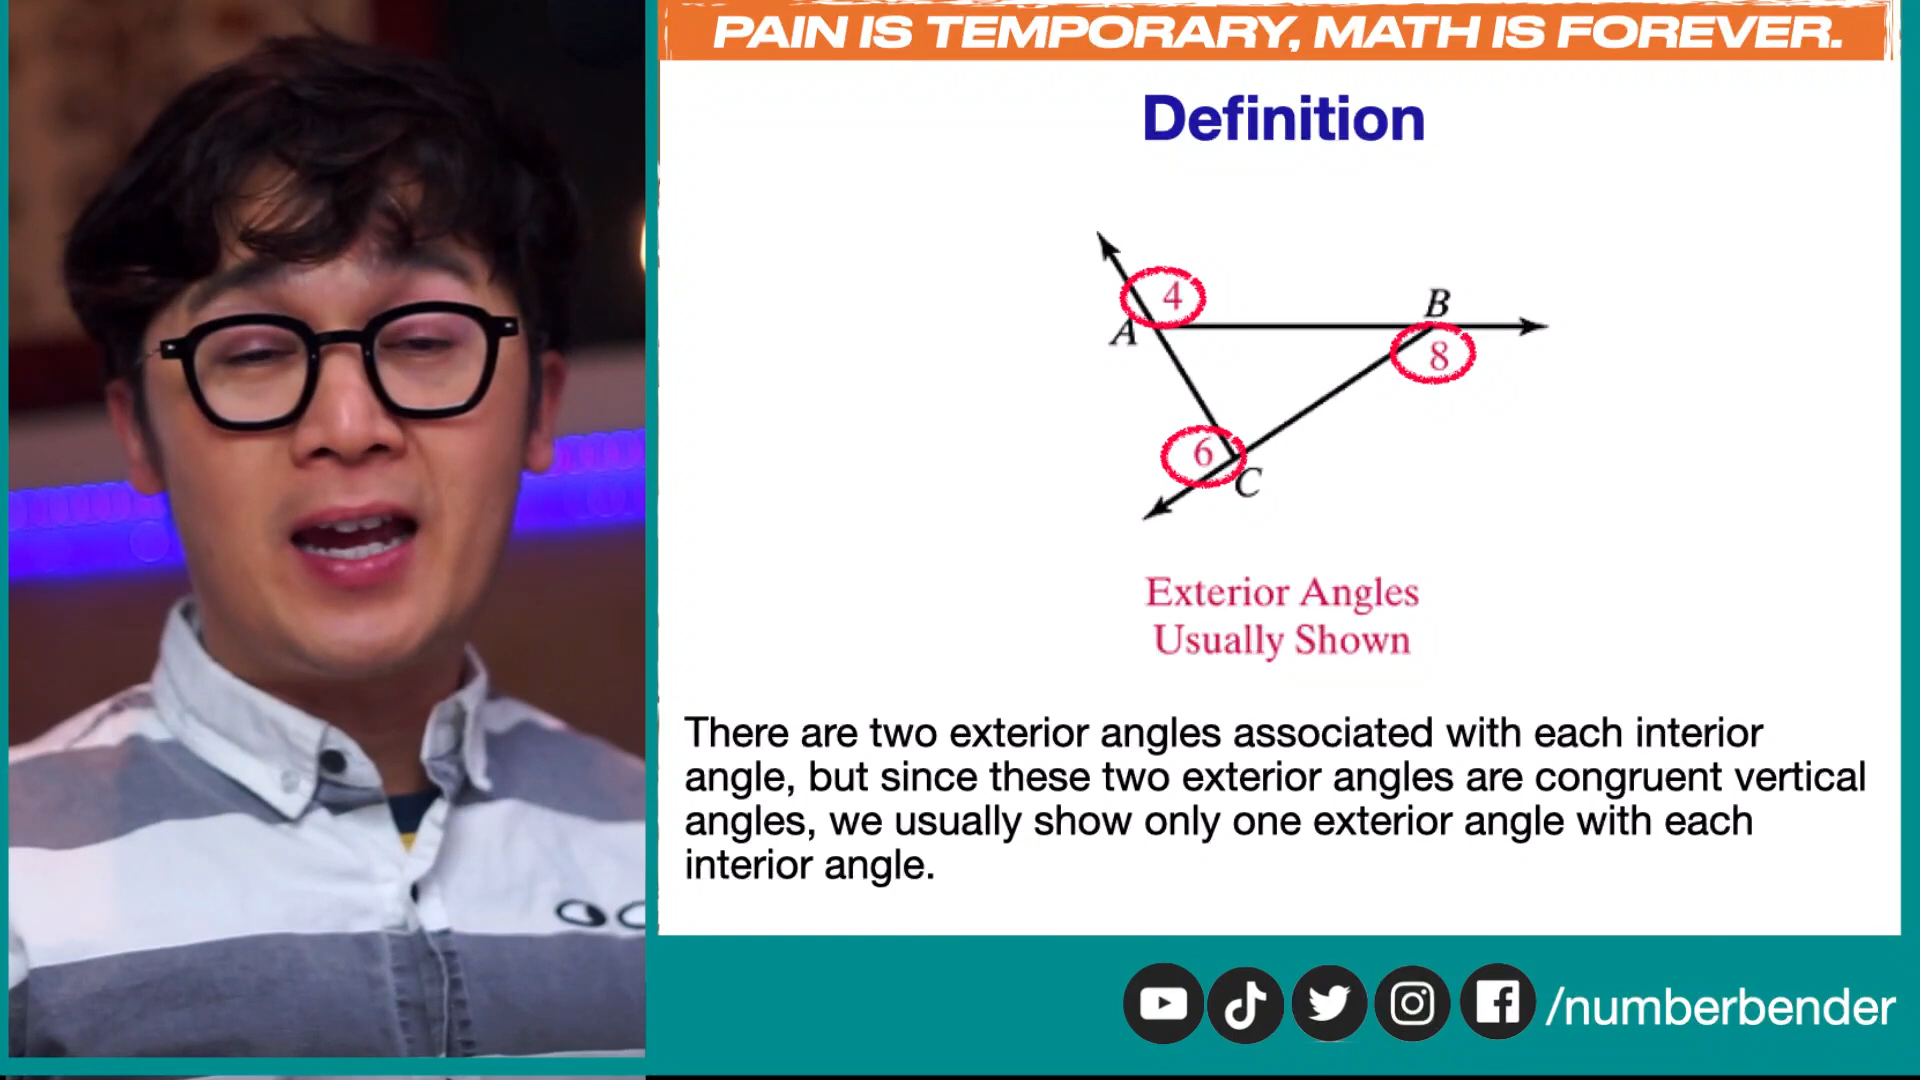 PAIN IS TEMPORARY, MATH IS FOREVER.
Definition
4
B
A
8
6
C
Exterior Angles
Usually Shown
There are two exterior angles associated with each interior
angle, but since these two exterior angles are congruent vertical
angles, we usually show only one exterior angle with each
interior angle.
/numberbender